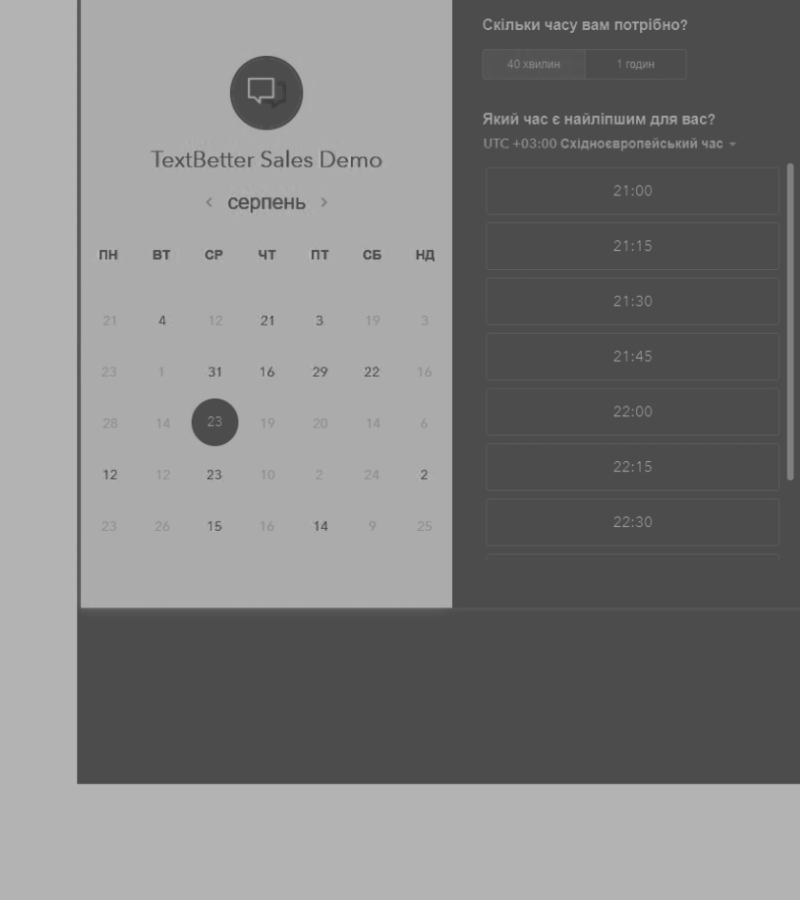 TextBetter Sales Demo
< серпень >
ПН ВТ СР ЧТ ПТ СБ НД
21 4 12 21 3 19 3
23 1 31 16 29 22 16
28 14 23 19 20 14 6
12 12 23 10 2 24 2
23 26 15 16 14 9 25
Скільки часу вам потрібно?
40 хвилин 1 годин
Який час є найліпшим для вас?
UTC +03:00 Східноєвропейський час
21:00
21:15
21:30
21:45
22:00
22:15
22:30